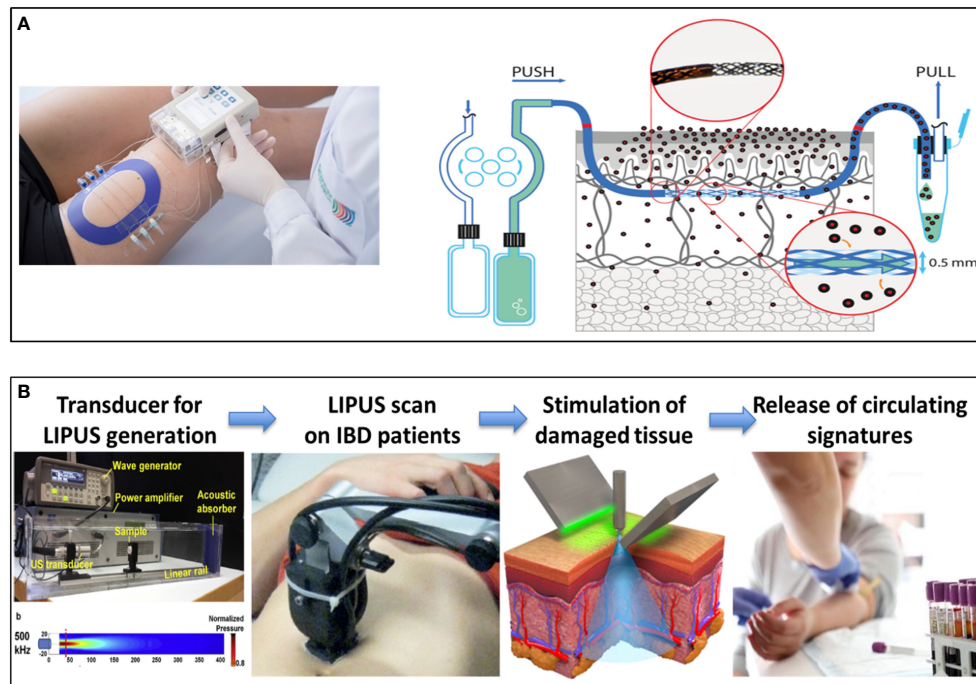 A
PUSH
PULL
0.5 mm
B
Transducer for
LIPUS generation
LIPUS scan
on IBD patients
Stimulation of
damaged tissue
Release of circulating
signatures
Wave generator
Power amplifier
Acoustic
absorber
Sample
US transducer
Linear rail
b
Normalized
Pressure
500
kHz
20
0
-20
0 50 100 150 200 250 300 350 400
0.8